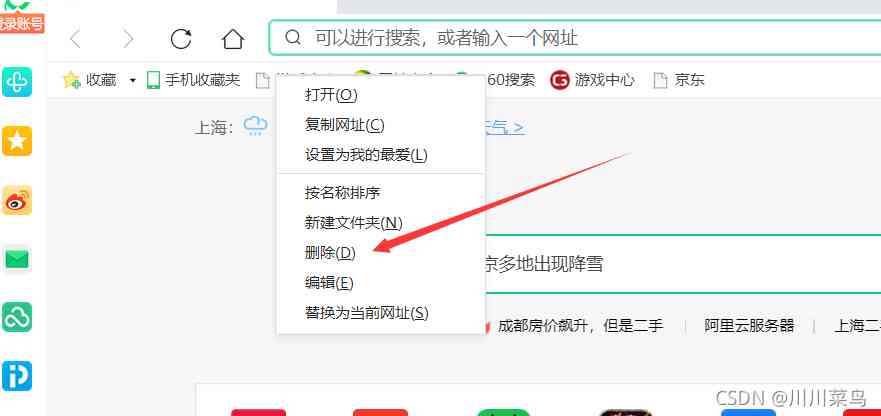 登录账号
可以进行搜索，或者输入一个网址
收藏 手机收藏夹 60搜索 游戏中心 京东
上海： 天气 >
打开(O)
复制网址(C)
设置为我的最爱(L)
按名称排序
新建文件夹(N)
删除(D)
编辑(E)
替换为当前网址(S)
京多地出现降雪
成都房价飙升，但是二手 | 阿里云服务器 | 上海二
CSDN @川川菜鸟